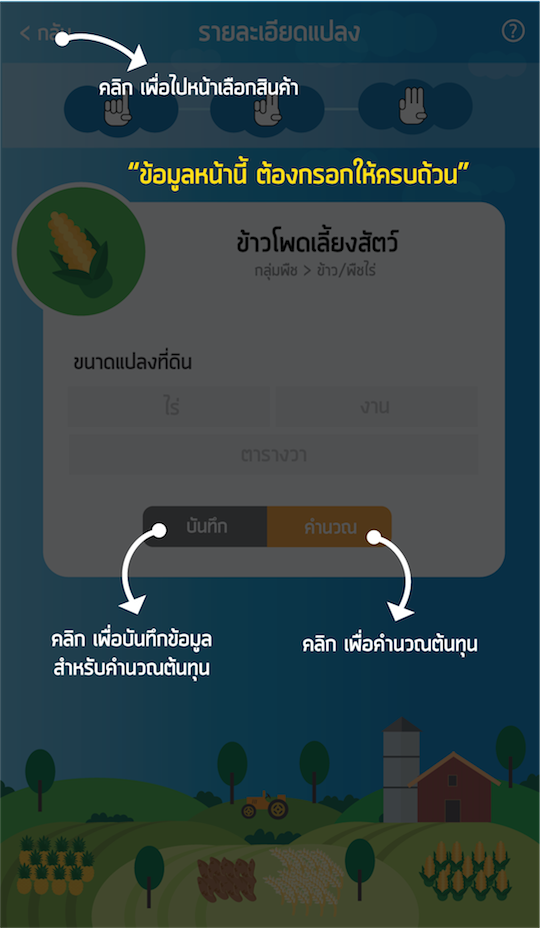 < กลับ
รายละเอียดแปลง
?
คลิก เพื่อไปหน้าเลือกสินค้า
“ข้อมูลหน้านี้ ต้องกรอกให้ครบถ้วน”
ข้าวโพดเลี้ยงสัตว์
กลุ่มพืช > ข้าว/พืชไร่
ขนาดแปลงที่ดิน
ไร่
งาน
ตารางวา
บันทึก
คำนวณ
คลิก เพื่อบันทึกข้อมูล
สำหรับคำนวณต้นทุน
คลิก เพื่อคำนวณต้นทุน